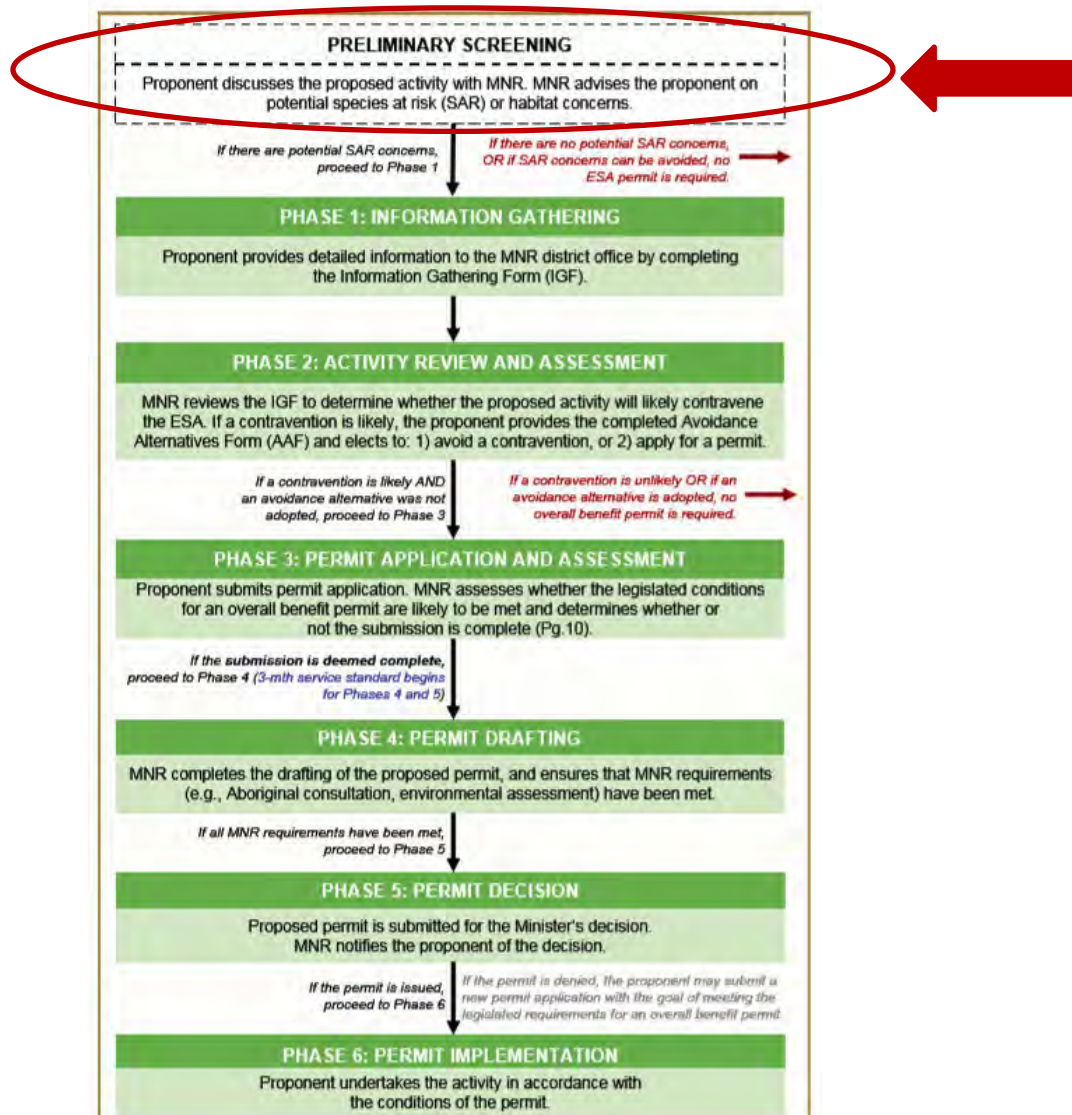 PRELIMINARY SCREENING
Proponent discusses the proposed activity with MNR. MNR advises the proponent on
potential species at risk (SAR) or habitat concerns.
If there are potential SAR concerns,
proceed to Phase 1
If there are no potential SAR concerns,
OR if SAR concerns can be avoided, no
ESA permit is required.
PHASE 1: INFORMATION GATHERING
Proponent provides detailed information to the MNR district office by completing
the Information Gathering Form (IGF).
PHASE 2: ACTIVITY REVIEW AND ASSESSMENT
MNR reviews the IGF to determine whether the proposed activity will likely contravene
the ESA. If a contravention is likely, the proponent provides the completed Avoidance
Alternatives Form (AAF) and elects to: 1) avoid a contravention, or 2) apply for a permit.
If a contravention is likely AND
an avoidance alternative was not
adopted, proceed to Phase 3
If a contravention is unlikely OR if an
avoidance alternative is adopted, no
overall benefit permit is required.
PHASE 3: PERMIT APPLICATION AND ASSESSMENT
Proponent submits permit application. MNR assesses whether the legislated conditions
for an overall benefit permit are likely to be met and determines whether or
not the submission is complete (Pg.10).
If the submission is deemed complete,
proceed to Phase 4 (3-mth service standard begins
for Phases 4 and 5)
PHASE 4: PERMIT DRAFTING
MNR completes the drafting of the proposed permit, and ensures that MNR requirements
(e.g., Aboriginal consultation, environmental assessment) have been met.
If all MNR requirements have been met,
proceed to Phase 5
PHASE 5: PERMIT DECISION
Proposed permit is submitted for the Minister's decision.
MNR notifies the proponent of the decision.
If the permit is issued,
proceed to Phase 6
If the permit is denied, the proponent may submit a
new permit application with the goal of meeting the
legislated requirements for an overall benefit permit
PHASE 6: PERMIT IMPLEMENTATION
Proponent undertakes the activity in accordance with
the conditions of the permit.